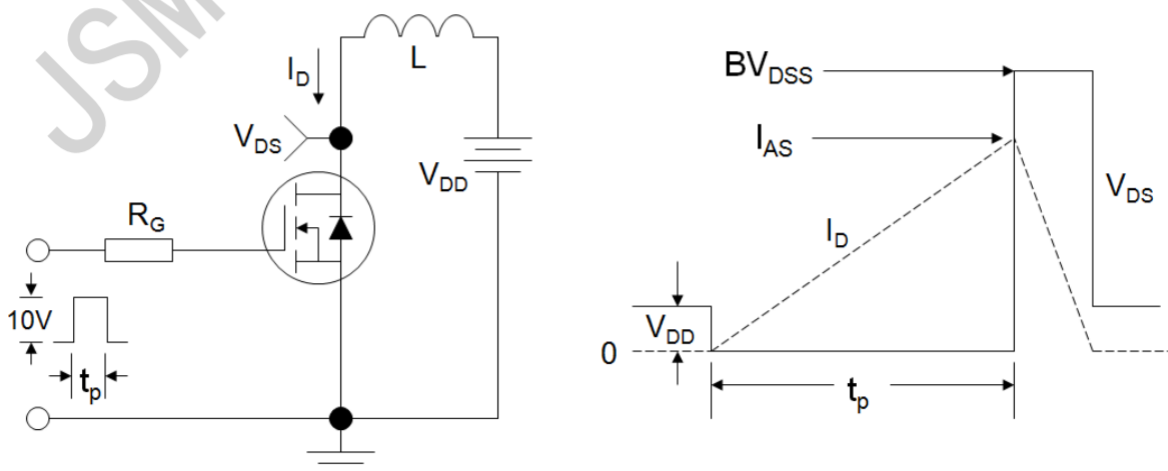 JSM
L
I_D
V_DS
V_DD
R_G
10V
t_p
BV_DSS
I_AS
V_DS
I_D
V_DD
0
t_p